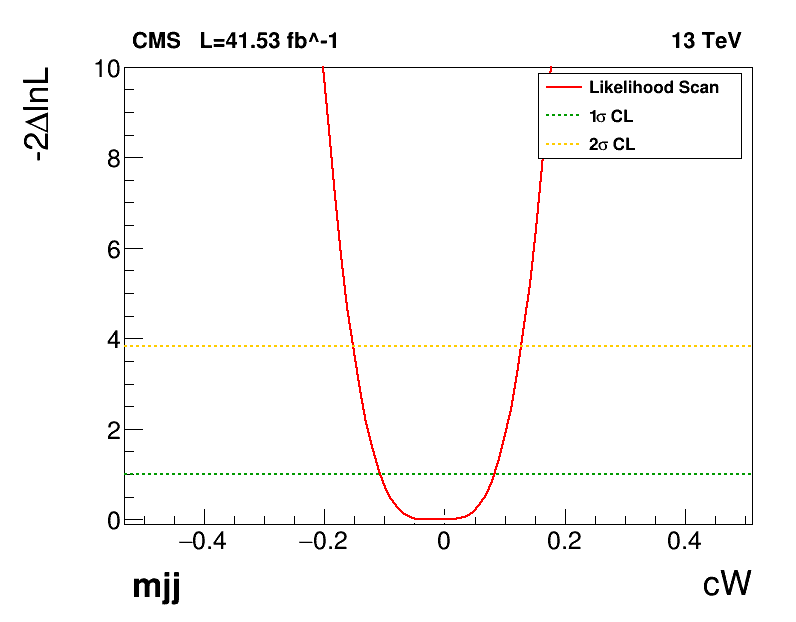 CMS L=41.53 fb^-1 13 TeV
-2ΔlnL
10
8
6
4
2
0
Likelihood Scan
1σ CL
2σ CL
−0.4 −0.2 0 0.2 0.4
mjj cW